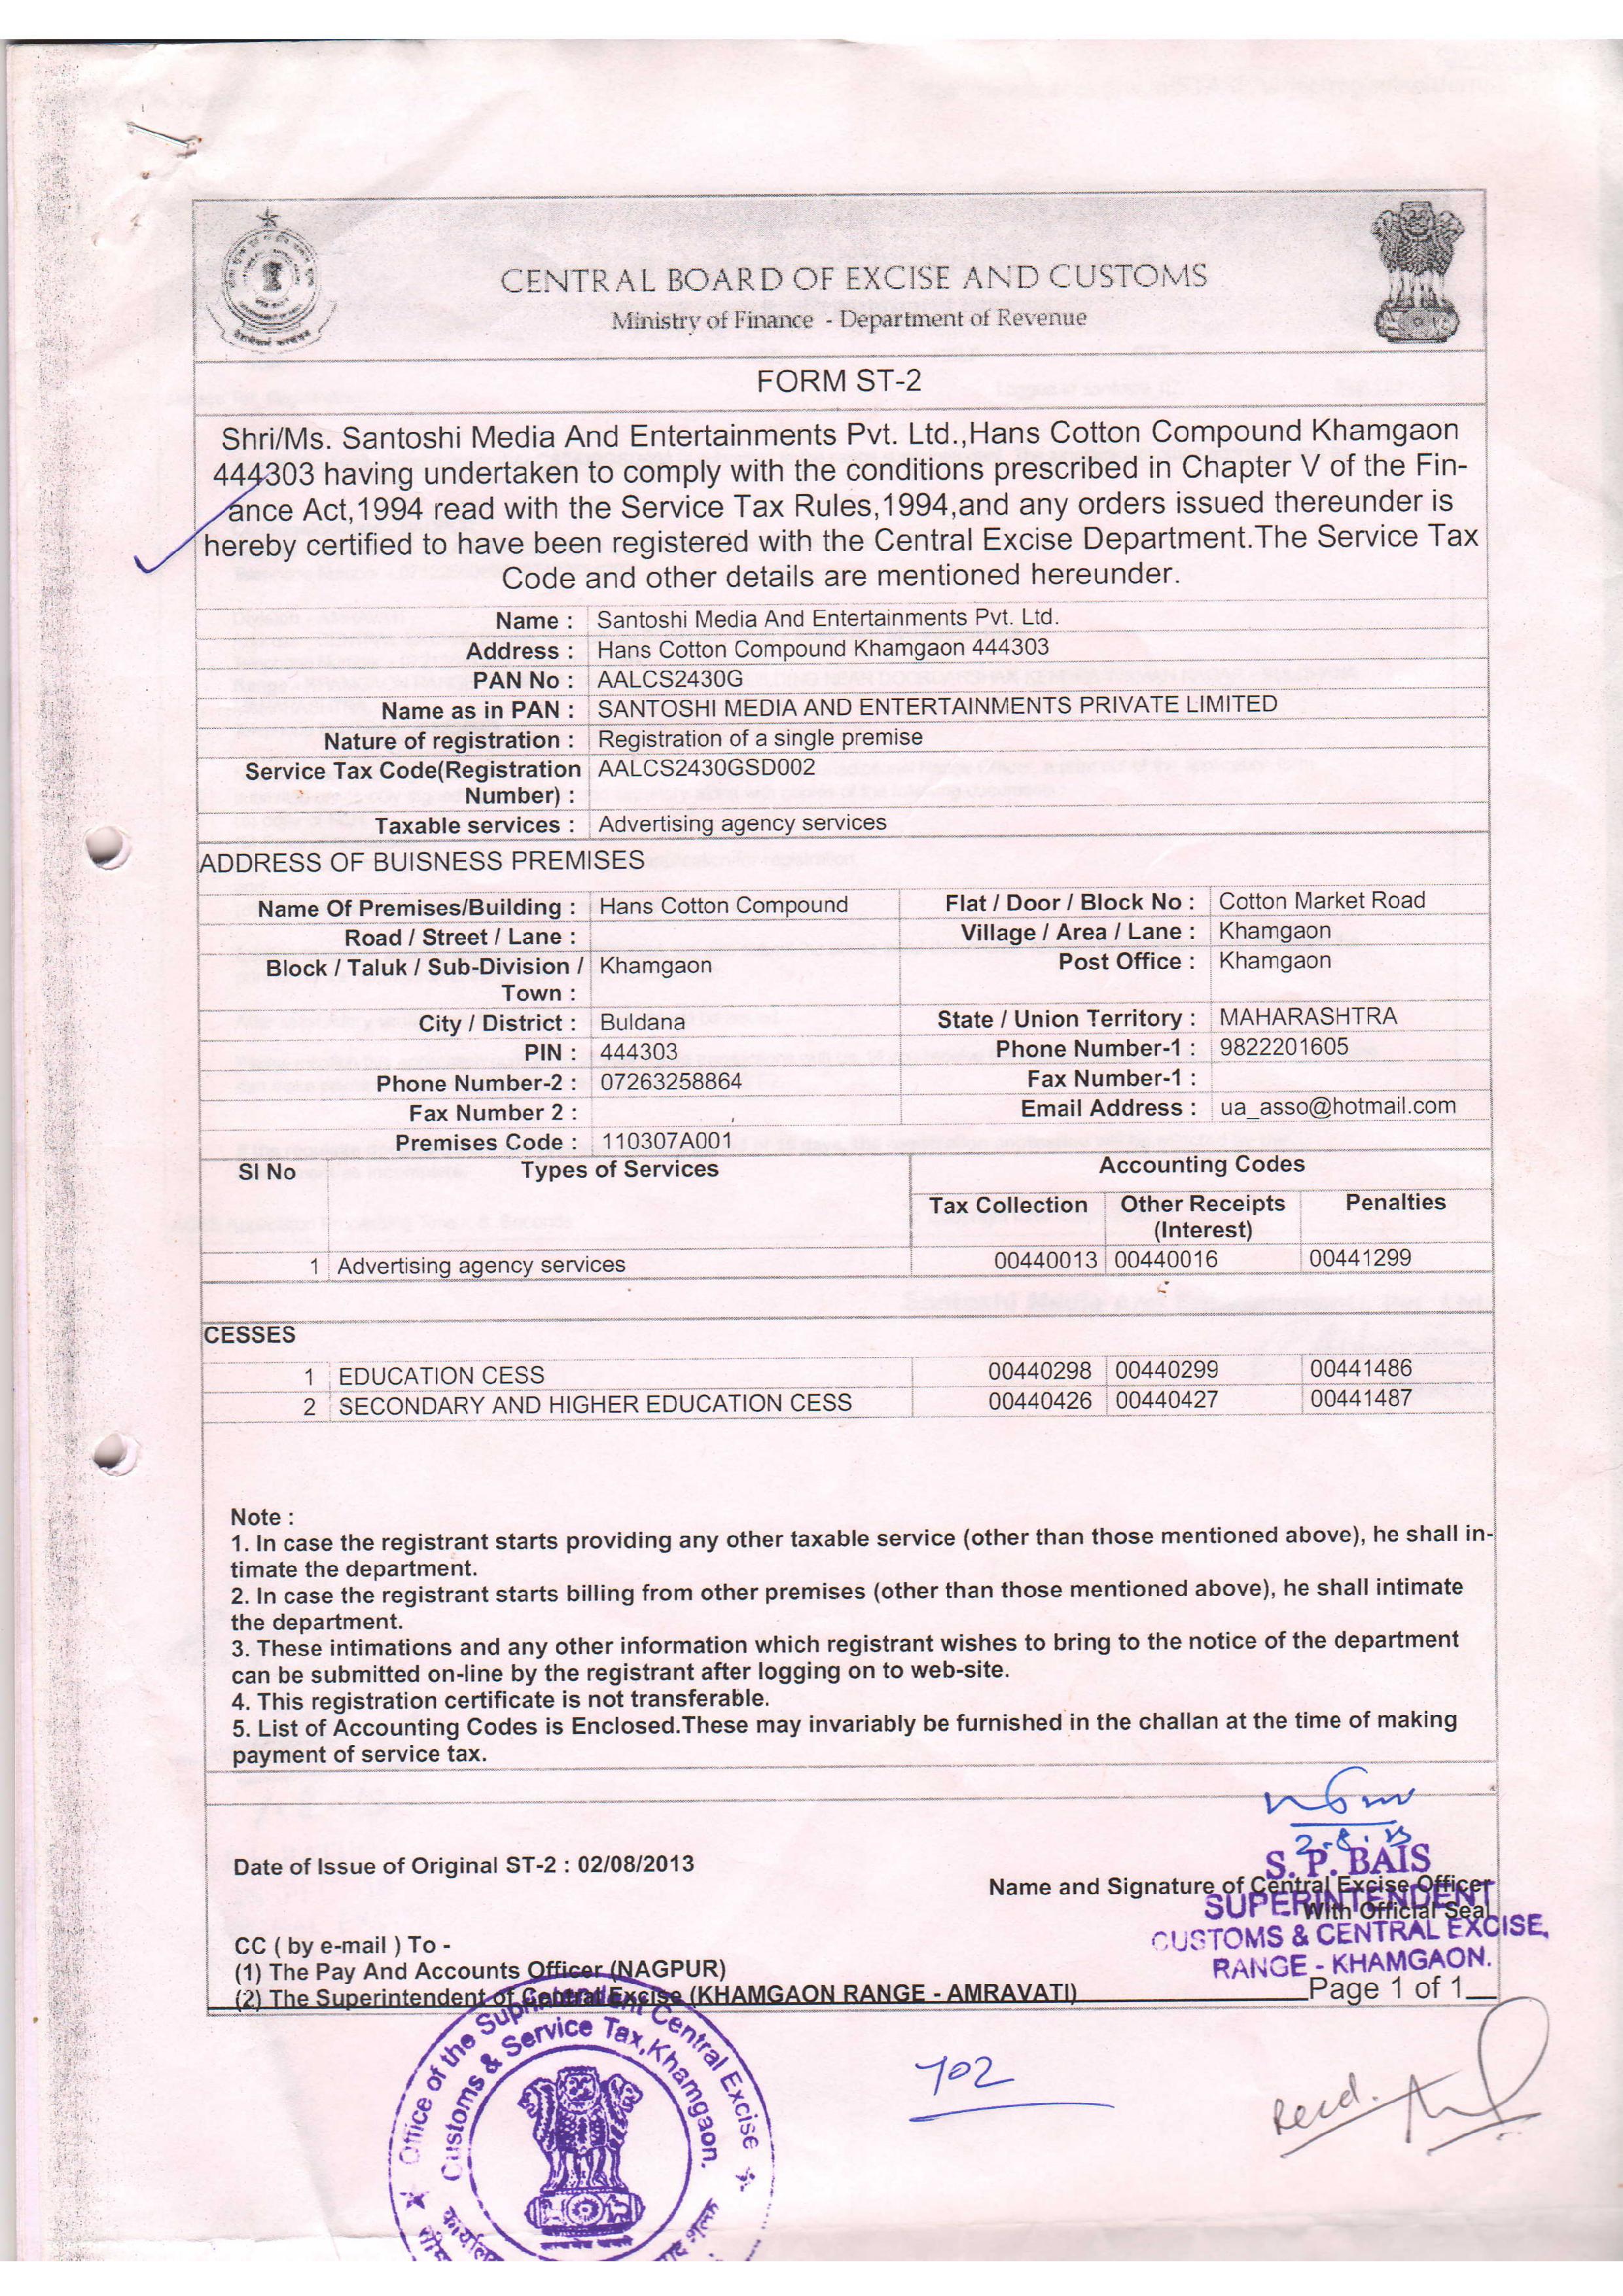 CENTRAL BOARD OF EXCISE AND CUSTOMS
Ministry of Finance - Department of Revenue
FORM ST-2
Shri/Ms. Santoshi Media And Entertainments Pvt. Ltd.,Hans Cotton Compound Khamgaon
444303 having undertaken to comply with the conditions prescribed in Chapter V of the Fin-
ance Act,1994 read with the Service Tax Rules,1994,and any orders issued thereunder is
hereby certified to have been registered with the Central Excise Department.The Service Tax
Code and other details are mentioned hereunder.
Name : Santoshi Media And Entertainments Pvt. Ltd.
Address : Hans Cotton Compound Khamgaon 444303
PAN No : AALCS2430G
Name as in PAN : SANTOSHI MEDIA AND ENTERTAINMENTS PRIVATE LIMITED
Nature of registration : Registration of a single premise
Service Tax Code(Registration AALCS2430GSD002
Number) :
Taxable services : Advertising agency services
ADDRESS OF BUISNESS PREMISES
Name Of Premises/Building : Hans Cotton Compound Flat / Door / Block No : Cotton Market Road
Road / Street / Lane : Village / Area / Lane : Khamgaon
Block / Taluk / Sub-Division / Khamgaon Post Office : Khamgaon
Town :
City / District : Buldana State / Union Territory : MAHARASHTRA
PIN : 444303 Phone Number-1 : 9822201605
Phone Number-2 : 07263258864 Fax Number-1 :
Fax Number 2 : Email Address : ua_asso@hotmail.com
Premises Code : 110307A001
Sl No Types of Services Accounting Codes
Tax Collection Other Receipts Penalties
(Interest)
1 Advertising agency services 00440013 00440016 00441299
CESSES
1 EDUCATION CESS 00440298 00440299 00441486
2 SECONDARY AND HIGHER EDUCATION CESS 00440426 00440427 00441487
Note :
1. In case the registrant starts providing any other taxable service (other than those mentioned above), he shall in-
timate the department.
2. In case the registrant starts billing from other premises (other than those mentioned above), he shall intimate
the department.
3. These intimations and any other information which registrant wishes to bring to the notice of the department
can be submitted on-line by the registrant after logging on to web-site.
4. This registration certificate is not transferable.
5. List of Accounting Codes is Enclosed.These may invariably be furnished in the challan at the time of making
payment of service tax.
2-8-13
S. P. BAIS
Date of Issue of Original ST-2 : 02/08/2013
Name and Signature of Central Excise Officer
With Official Seal
SUPERINTENDENT
CUSTOMS & CENTRAL EXCISE,
RANGE - KHAMGAON.
CC ( by e-mail ) To -
(1) The Pay And Accounts Officer (NAGPUR)
(2) The Superintendent of Central Excise (KHAMGAON RANGE - AMRAVATI)
Page 1 of 1
Office of the Suprintendent Central Excise
Customs & Service Tax,Khamgaon.
702
Recd.